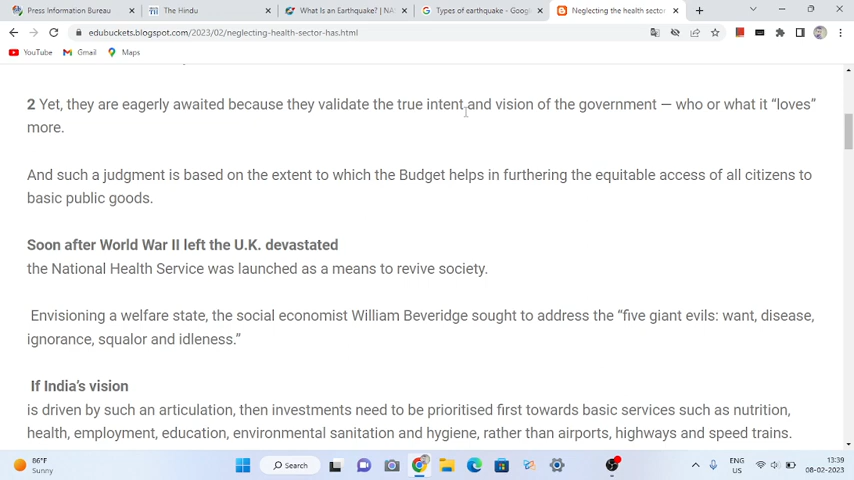 Press Information Bureau
The Hindu
What Is an Earthquake? | NA
Types of earthquake - Googl
Neglecting the health sector
edubuckets.blogspot.com/2023/02/neglecting-health-sector-has.html
YouTube
Gmail
Maps
2 Yet, they are eagerly awaited because they validate the true intent and vision of the government — who or what it “loves”
more.
And such a judgment is based on the extent to which the Budget helps in furthering the equitable access of all citizens to
basic public goods.
Soon after World War II left the U.K. devastated
the National Health Service was launched as a means to revive society.
Envisioning a welfare state, the social economist William Beveridge sought to address the “five giant evils: want, disease,
ignorance, squalor and idleness.”
If India’s vision
is driven by such an articulation, then investments need to be prioritised first towards basic services such as nutrition,
health, employment, education, environmental sanitation and hygiene, rather than airports, highways and speed trains.
86°F
Sunny
Search
ENG
US
13:39
08-02-2023